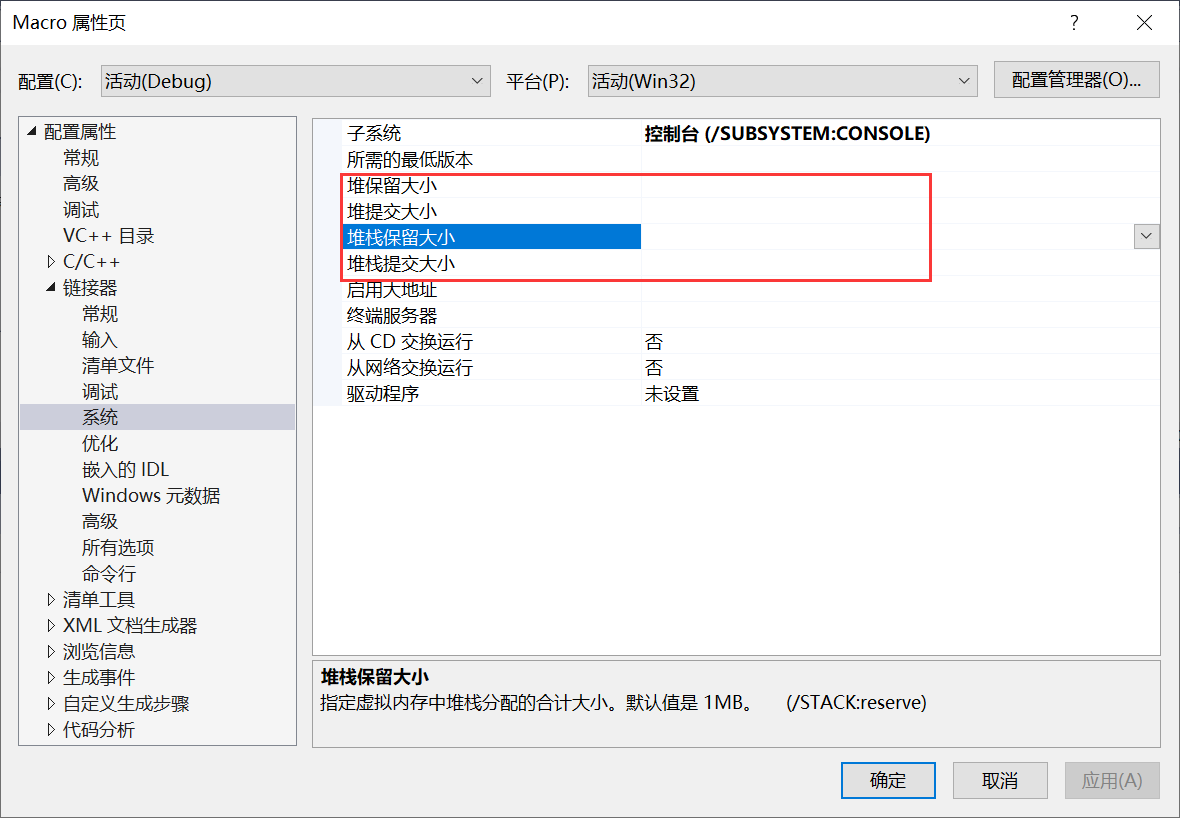 Macro 属性页
?
配置(C): 活动(Debug) 平台(P): 活动(Win32) 配置管理器(O)...
配置属性
常规
高级
调试
VC++ 目录
C/C++
链接器
常规
输入
清单文件
调试
系统
优化
嵌入的 IDL
Windows 元数据
高级
所有选项
命令行
清单工具
XML 文档生成器
浏览信息
生成事件
自定义生成步骤
代码分析
子系统 控制台 (/SUBSYSTEM:CONSOLE)
所需的最低版本
堆保留大小
堆提交大小
堆栈保留大小
堆栈提交大小
启用大地址
终端服务器
从 CD 交换运行 否
从网络交换运行 否
驱动程序 未设置
堆栈保留大小
指定虚拟内存中堆栈分配的合计大小。默认值是 1MB。 (/STACK:reserve)
确定 取消 应用(A)